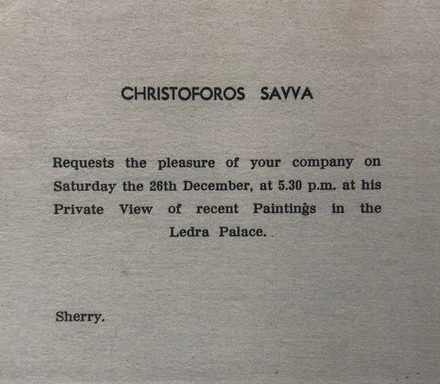 CHRISTOFOROS SAVVA
Requests the pleasure of your company on
Saturday the 26th December, at 5.30 p.m. at his
Private View of recent Paintings in the
Ledra Palace.
Sherry.